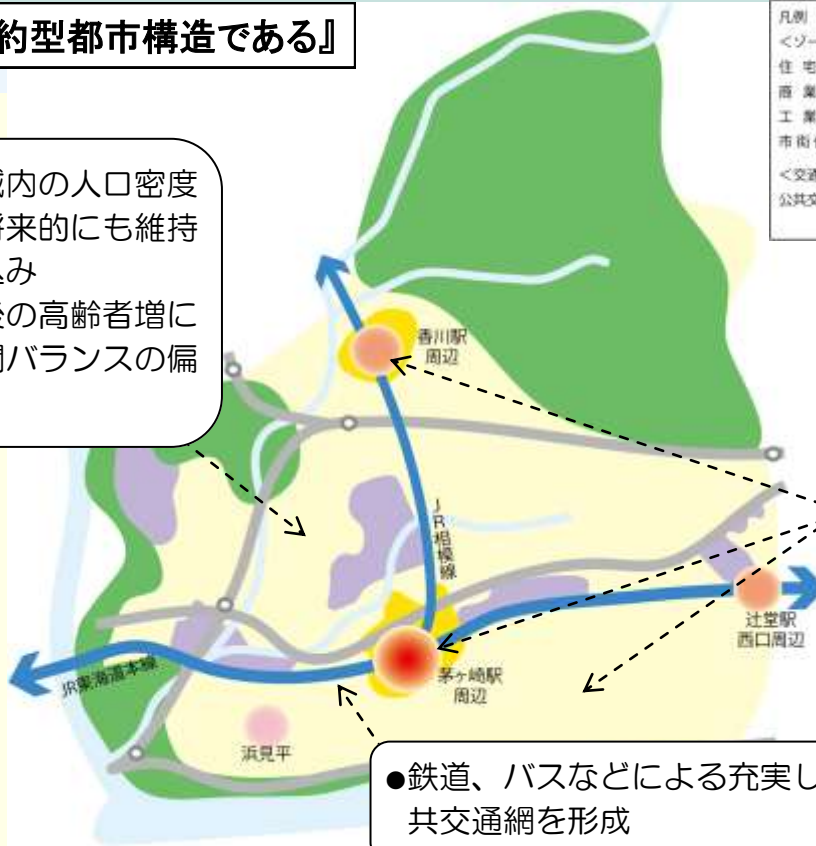 約型都市構造である』
凡例
<ゾー
住宅
商業
工業
市街
<交通
公共交
域内の人口密度
将来的にも維持
込み
後の高齢者増に
間バランスの偏
香川駅
周辺
JR相模線
辻堂駅
西口周辺
茅ヶ崎駅
周辺
JR東海道本線
浜見平
●鉄道、バスなどによる充実し
共交通網を形成